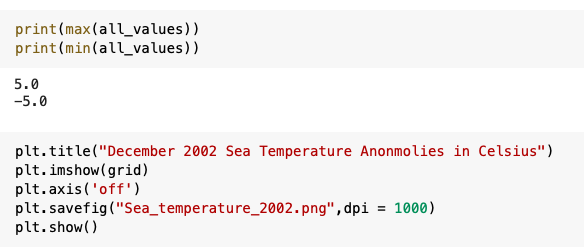 print(max(all_values))
print(min(all_values))
5.0
-5.0
plt.title("December 2002 Sea Temperature Anonmolies in Celsius")
plt.imshow(grid)
plt.axis('off')
plt.savefig("Sea_temperature_2002.png",dpi = 1000)
plt.show()